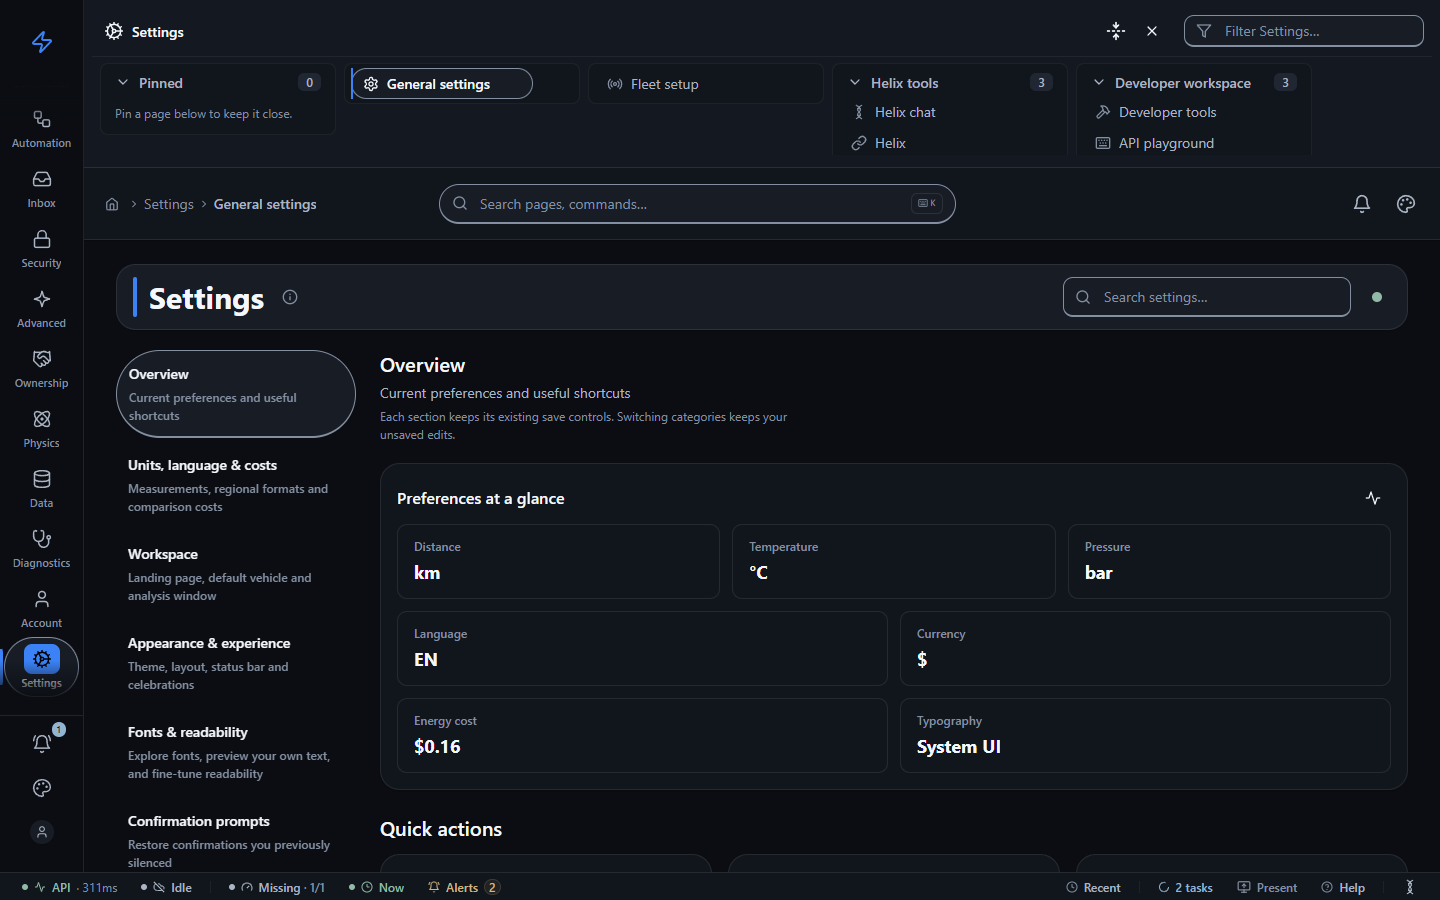 Settings
Filter Settings...
Pinned 0
Pin a page below to keep it close.
General settings
Fleet setup
Helix tools 3
Helix chat
Helix
Developer workspace 3
Developer tools
API playground
Automation
Inbox
Security
Advanced
Ownership
Physics
Data
Diagnostics
Account
Settings
1
Settings > General settings
Search pages, commands...
K
Settings
Search settings...
Overview
Current preferences and useful
shortcuts
Units, language & costs
Measurements, regional formats and
comparison costs
Workspace
Landing page, default vehicle and
analysis window
Appearance & experience
Theme, layout, status bar and
celebrations
Fonts & readability
Explore fonts, preview your own text,
and fine-tune readability
Confirmation prompts
Restore confirmations you previously
silenced
Overview
Current preferences and useful shortcuts
Each section keeps its existing save controls. Switching categories keeps your
unsaved edits.
Preferences at a glance
Distance
km
Temperature
°C
Pressure
bar
Language
EN
Currency
$
Energy cost
$0.16
Typography
System UI
Quick actions
API · 311ms
Idle
Missing · 1/1
Now
Alerts 2
Recent
2 tasks
Present
Help